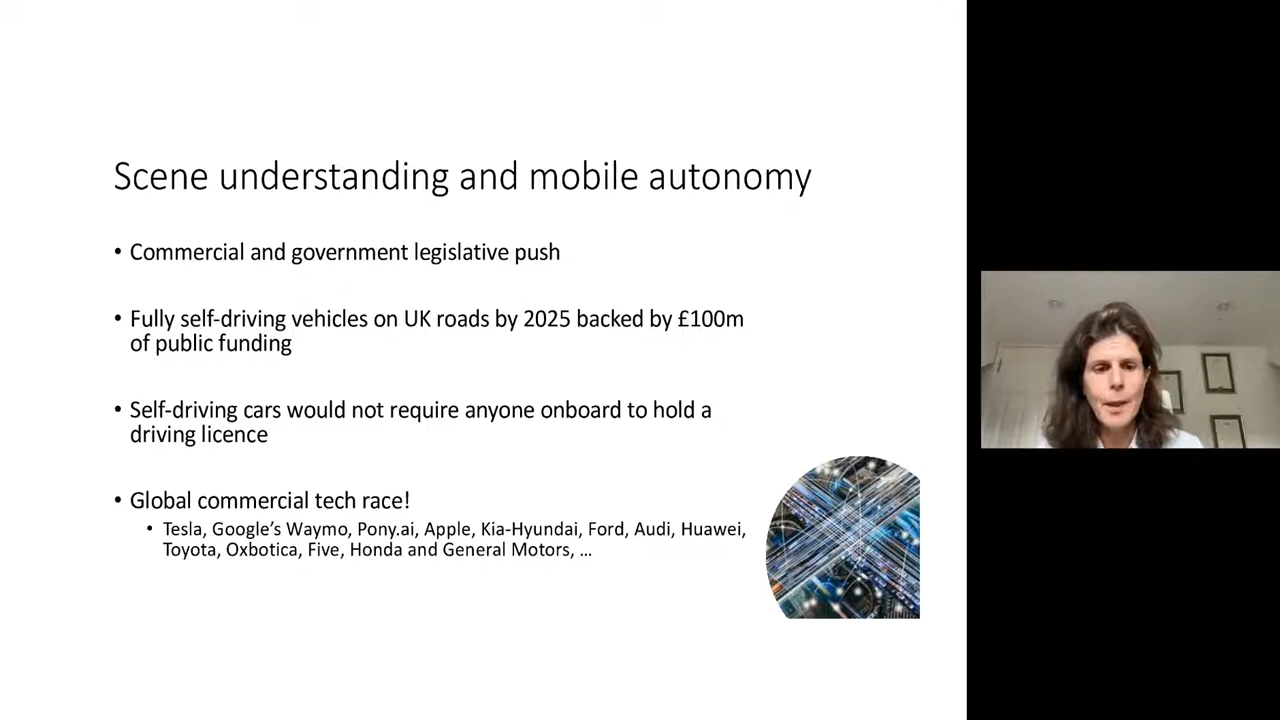 Scene understanding and mobile autonomy
• Commercial and government legislative push
• Fully self-driving vehicles on UK roads by 2025 backed by £100m
of public funding
• Self-driving cars would not require anyone onboard to hold a
driving licence
• Global commercial tech race!
• Tesla, Google’s Waymo, Pony.ai, Apple, Kia-Hyundai, Ford, Audi, Huawei,
Toyota, Oxbotica, Five, Honda and General Motors, ...